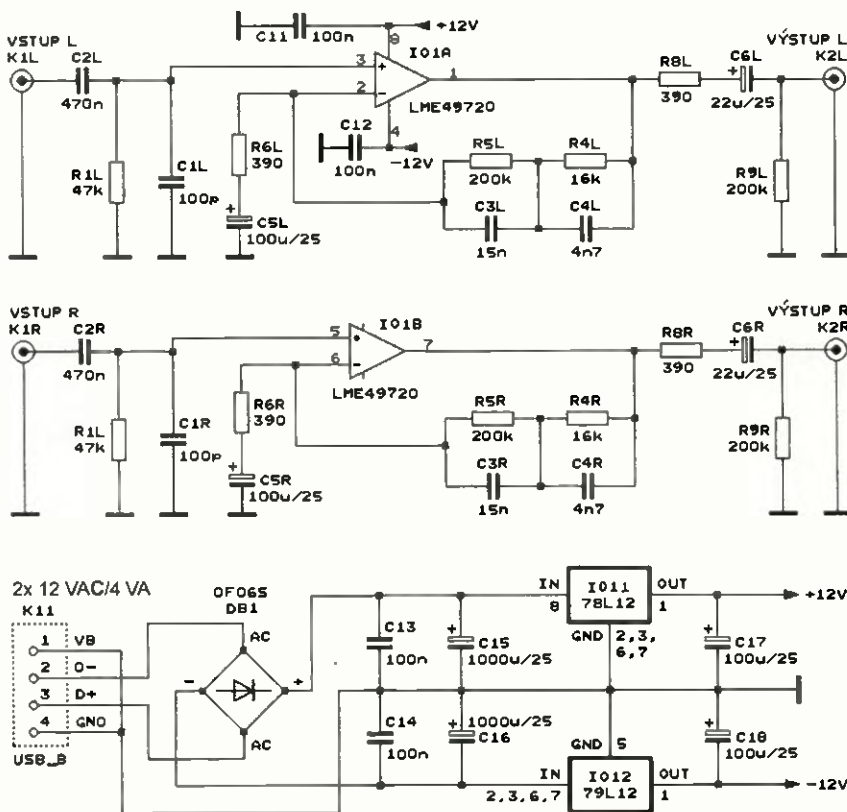 VSTUP L
K1L
C2L
470n
R1L
47k
C1L
100p
C11
100n
+12V
8
IO1A
3
+
2
-
1
LME49720
4
C12
100n
-12V
R6L
390
+
C5L
100u/25
R5L
200k
R4L
16k
C3L
15n
C4L
4n7
R8L
390
+
C6L
22u/25
VÝSTUP L
K2L
R9L
200k
VSTUP R
K1R
C2R
470n
R1L
47k
C1R
100p
IO1B
5
6
-
7
LME49720
R6R
390
+
C5R
100u/25
R5R
200k
R4R
16k
C3R
15n
C4R
4n7
R8R
390
+
C6R
22u/25
VÝSTUP R
K2R
R9R
200k
2x 12 VAC/4 VA
K11
1 VB
2 D-
3 D+
4 GND
USB_B
DF06S
DB1
AC
-
+
AC
C13
100n
+
C15
1000u/25
C14
100n
1000u/25
+
C16
IN
8
IO11
78L12
OUT
1
GND
2,3,
6,7
+
C17
100u/25
+12V
GND
5
IN
2,3,6,7
IO12
79L12
OUT
1
+
C18
100u/25
-12V